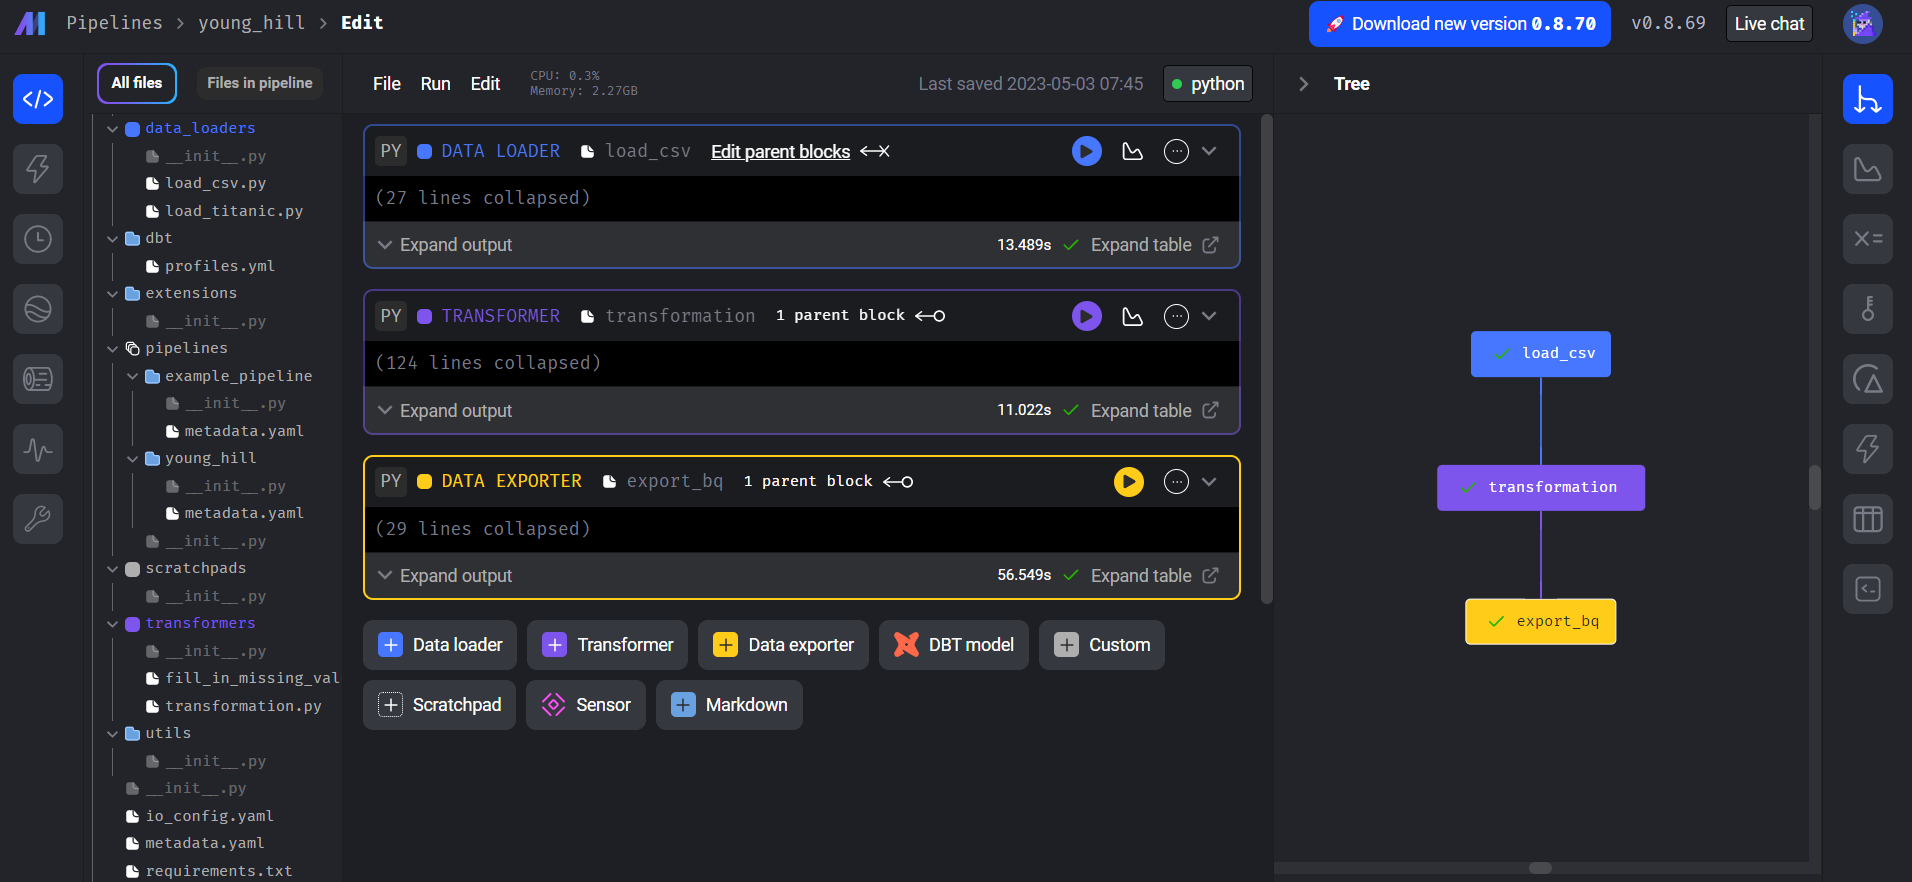 Pipelines > young_hill > Edit
Download new version 0.8.70
v0.8.69
Live chat
All files
Files in pipeline
data_loaders
__init__.py
load_csv.py
load_titanic.py
dbt
profiles.yml
extensions
__init__.py
pipelines
example_pipeline
__init__.py
metadata.yaml
young_hill
__init__.py
metadata.yaml
__init__.py
scratchpads
__init__.py
transformers
__init__.py
fill_in_missing_val
transformation.py
utils
__init__.py
__init__.py
io_config.yaml
metadata.yaml
requirements.txt
File Run Edit
CPU: 0.3%
Memory: 2.27GB
Last saved 2023-05-03 07:45
python
PY DATA LOADER load_csv Edit parent blocks
(27 lines collapsed)
Expand output 13.489s Expand table
PY TRANSFORMER transformation 1 parent block
(124 lines collapsed)
Expand output 11.022s Expand table
PY DATA EXPORTER export_bq 1 parent block
(29 lines collapsed)
Expand output 56.549s Expand table
Data loader Transformer Data exporter DBT model Custom
Scratchpad Sensor Markdown
Tree
load_csv
transformation
export_bq